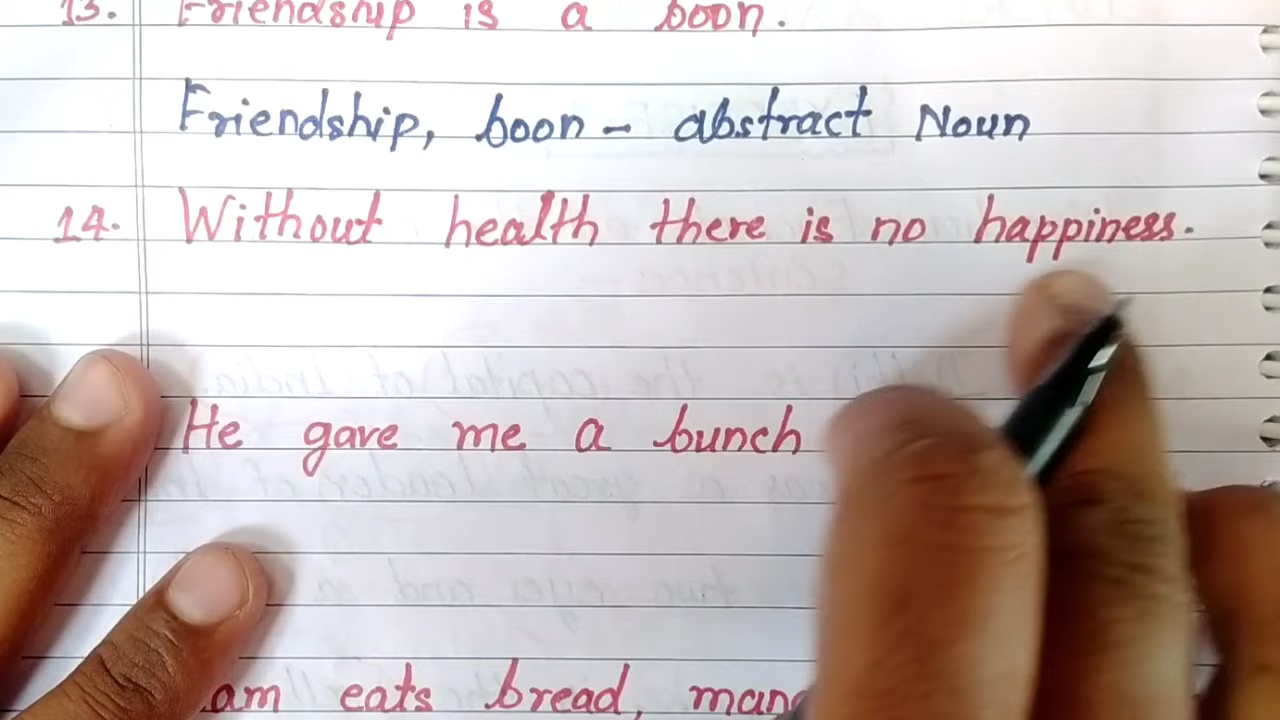 13. Friendship is a boon.
Friendship, boon - abstract Noun
14. Without health there is no happiness.
He gave me a bunch
eats bread,